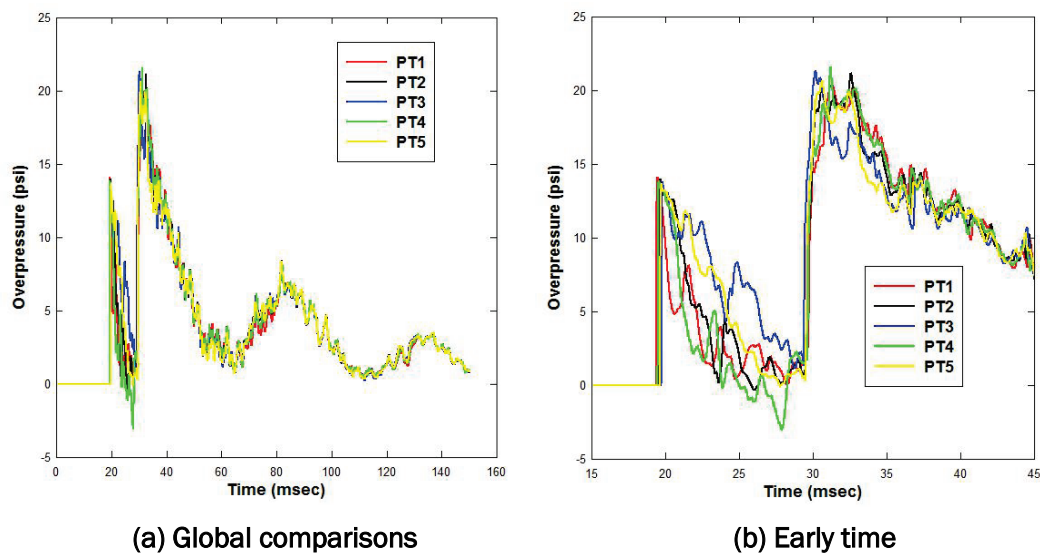 25
20
15
10
5
0
-5
Overpressure (psi)
0 20 40 60 80 100 120 140 160
Time (msec)
PT1
PT2
PT3
PT4
PT5
(a) Global comparisons
25
20
15
10
5
0
-5
Overpressure (psi)
15 20 25 30 35 40 45
Time (msec)
PT1
PT2
PT3
PT4
PT5
(b) Early time